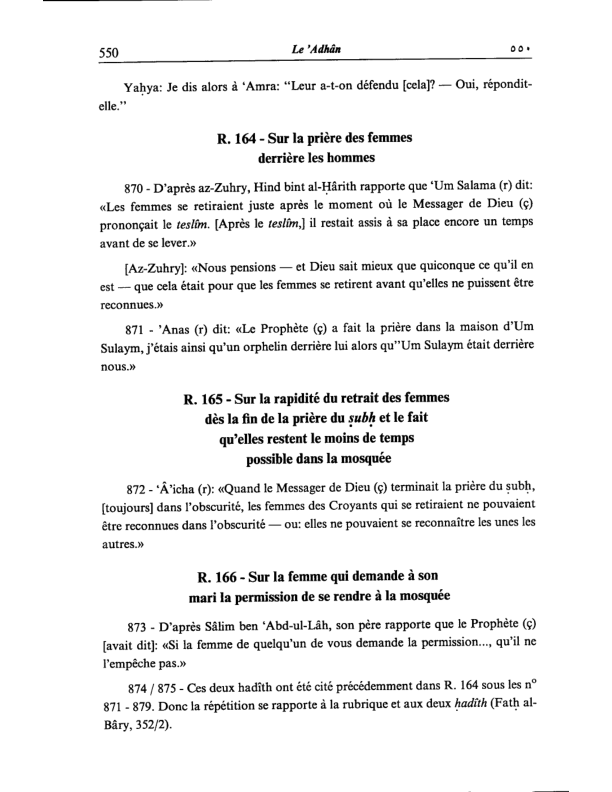 550
Le 'Adhân
٥٥٠
Yaḥya: Je dis alors à 'Amra: “Leur a-t-on défendu [cela]? — Oui, répondit-
elle.”
R. 164 - Sur la prière des femmes
derrière les hommes
870 - D'après az-Zuhry, Hind bint al-Ḥârith rapporte que ‘Um Salama (r) dit:
«Les femmes se retiraient juste après le moment où le Messager de Dieu (ç)
prononçait le teslîm. [Après le teslîm,] il restait assis à sa place encore un temps
avant de se lever.»
[Az-Zuhry]: «Nous pensions — et Dieu sait mieux que quiconque ce qu'il en
est — que cela était pour que les femmes se retirent avant qu'elles ne puissent être
reconnues.»
871 - 'Anas (r) dit: «Le Prophète (ç) a fait la prière dans la maison d'Um
Sulaym, j'étais ainsi qu'un orphelin derrière lui alors qu''Um Sulaym était derrière
nous.»
R. 165 - Sur la rapidité du retrait des femmes
dès la fin de la prière du ṣubḥ et le fait
qu'elles restent le moins de temps
possible dans la mosquée
872 - ‘Â'icha (r): «Quand le Messager de Dieu (ç) terminait la prière du ṣubḥ,
[toujours] dans l'obscurité, les femmes des Croyants qui se retiraient ne pouvaient
être reconnues dans l'obscurité — ou: elles ne pouvaient se reconnaître les unes les
autres.»
R. 166 - Sur la femme qui demande à son
mari la permission de se rendre à la mosquée
873 - D'après Sâlim ben ‘Abd-ul-Lâh, son père rapporte que le Prophète (ç)
[avait dit]: «Si la femme de quelqu'un de vous demande la permission..., qu'il ne
l'empêche pas.»
874 / 875 - Ces deux hadîth ont été cité précédemment dans R. 164 sous les n°
871 - 879. Donc la répétition se rapporte à la rubrique et aux deux ḥadîth (Fatḥ al-
Bâry, 352/2).